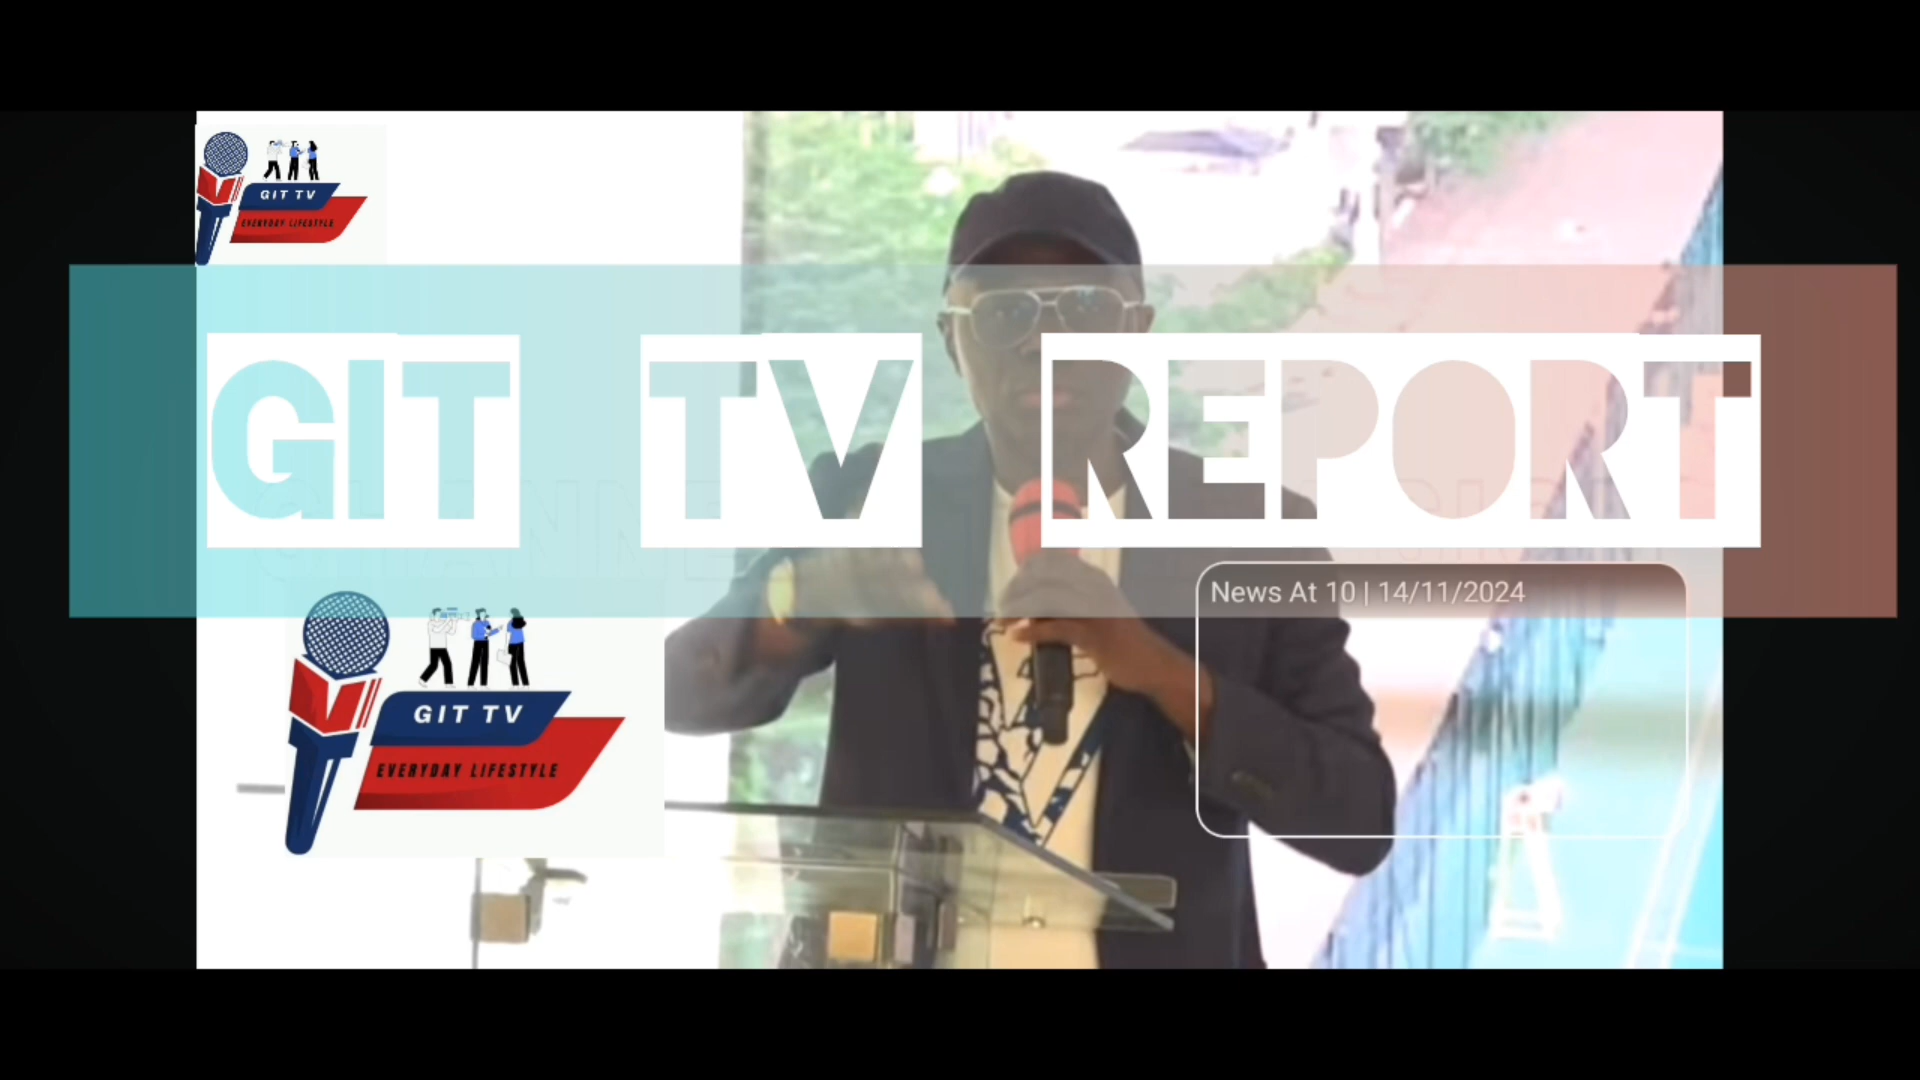 GIT TV
EVERYDAY LIFESTYLE
GIT TV REPORT
News At 10 | 14/11/2024
GIT TV
EVERYDAY LIFESTYLE